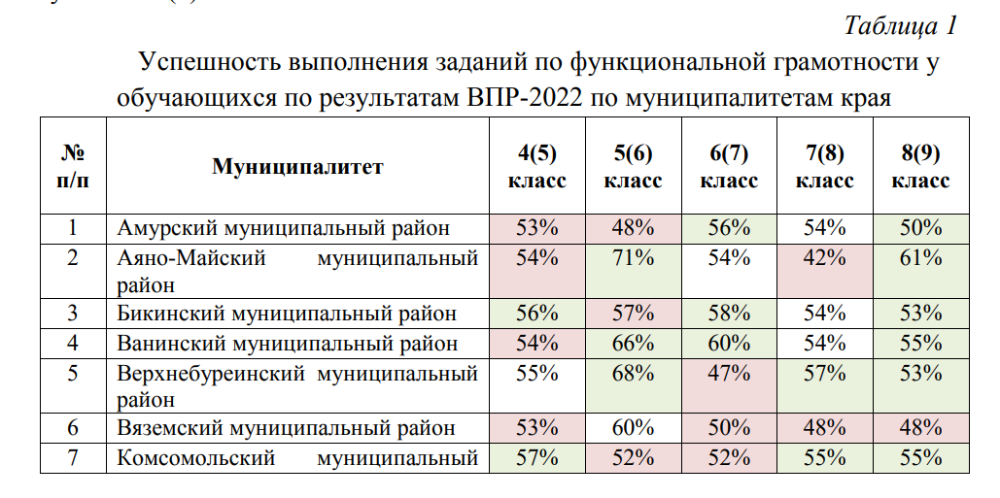 Таблица 1
Успешность выполнения заданий по функциональной грамотности у
обучающихся по результатам ВПР-2022 по муниципалитетам края
№ п/п Муниципалитет 4(5) класс 5(6) класс 6(7) класс 7(8) класс 8(9) класс
1 Амурский муниципальный район 53% 48% 56% 54% 50%
2 Аяно-Майский муниципальный 54% 71% 54% 42% 61%
район
3 Бикинский муниципальный район 56% 57% 58% 54% 53%
4 Ванинский муниципальный район 54% 66% 60% 54% 55%
5 Верхнебуреинский муниципальный 55% 68% 47% 57% 53%
район
6 Вяземский муниципальный район 53% 60% 50% 48% 48%
7 Комсомольский муниципальный 57% 52% 52% 55% 55%